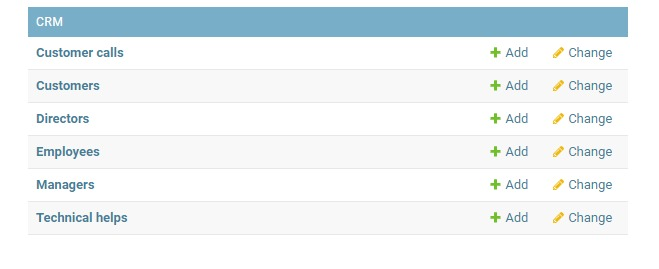 CRM
Customer calls Add Change
Customers Add Change
Directors Add Change
Employees Add Change
Managers Add Change
Technical helps Add Change